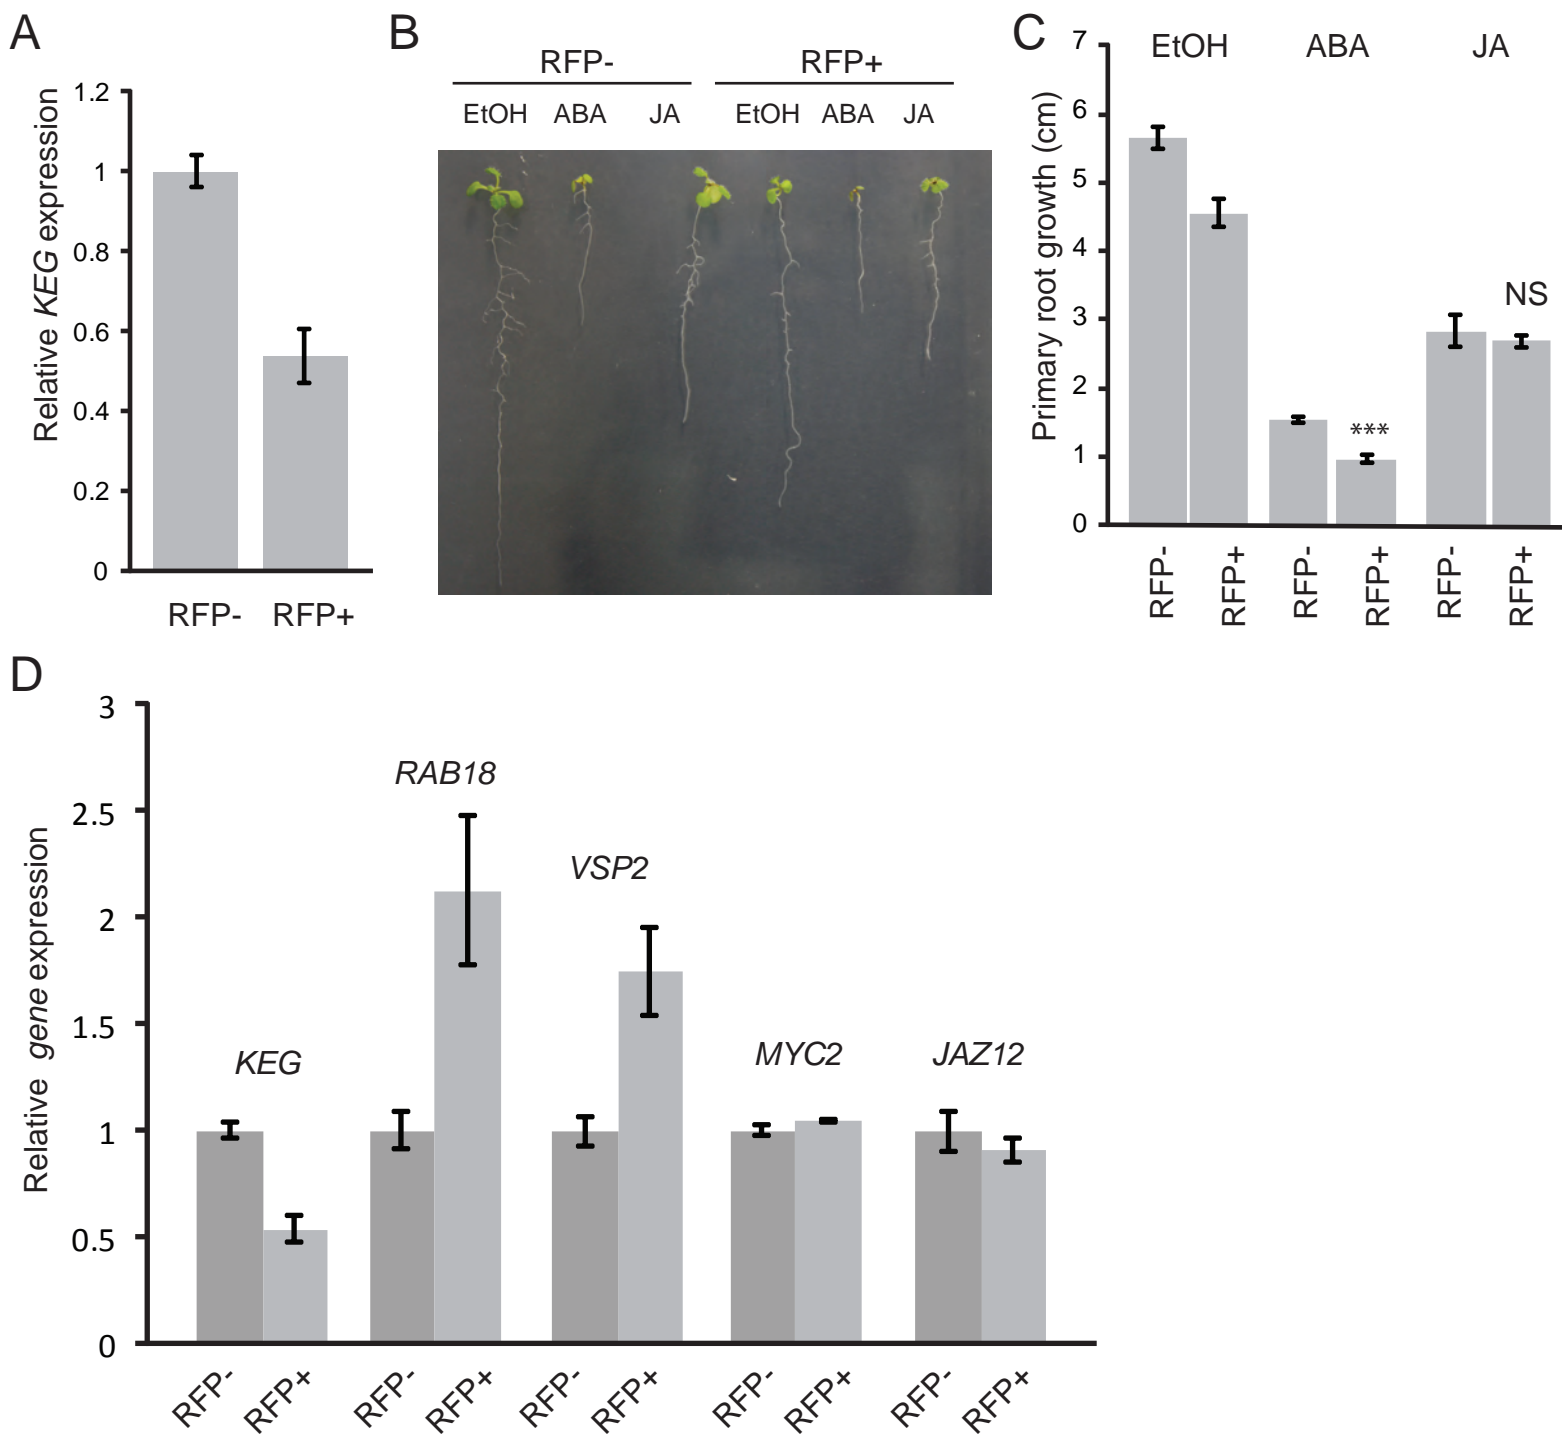 A
Relative KEG expression
1.2
1
0.8
0.6
0.4
0.2
0
RFP- RFP+
B
RFP- RFP+
EtOH ABA JA EtOH ABA JA
C
Primary root growth (cm)
7
6
5
4
3
2
1
0
EtOH ABA JA
***
NS
RFP- RFP+ RFP- RFP+ RFP- RFP+
D
Relative gene expression
3
2.5
2
1.5
1
0.5
0
KEG
RAB18
VSP2
MYC2
JAZ12
RFP- RFP+ RFP- RFP+ RFP- RFP+ RFP- RFP+ RFP- RFP+